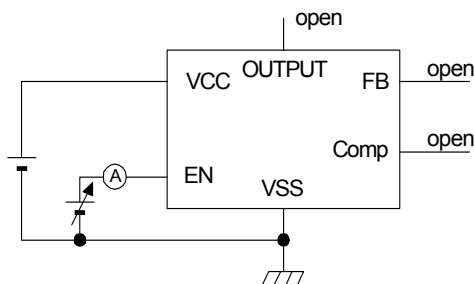 open
OUTPUT
VCC
FB
open
open
Comp
A
EN
VSS